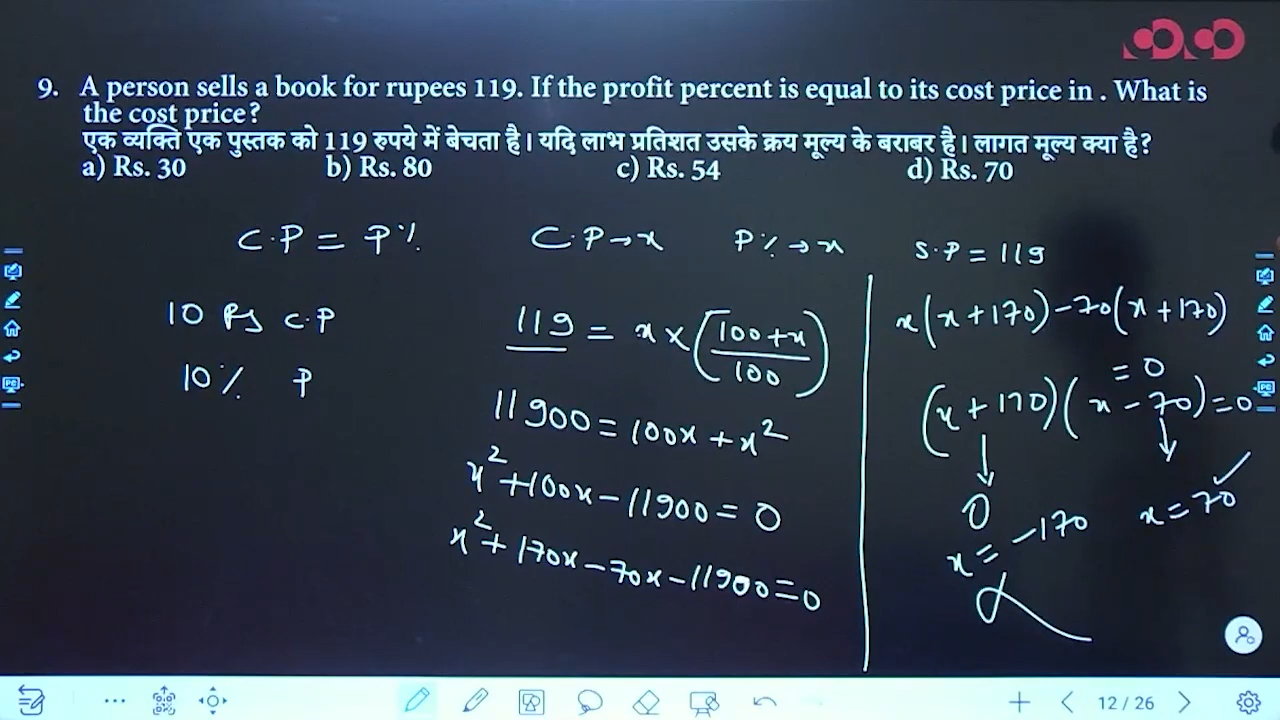 9. A person sells a book for rupees 119. If the profit percent is equal to its cost price in . What is
the cost price?
एक व्यक्ति एक पुस्तक को 119 रुपये में बेचता है। यदि लाभ प्रतिशत उसके क्रय मूल्य के बराबर है। लागत मूल्य क्या है?
a) Rs. 30 b) Rs. 80 c) Rs. 54 d) Rs. 70
C.P = P%
10 Rs C.P
10% P
C.P → x P% → x S.P = 119
119 = x × (100+x/100)
11900 = 100x + x²
x² + 100x - 11900 = 0
x² + 170x - 70x - 11900 = 0
x(x+170) - 70(x+170)
= 0
(x+170)(x-70) = 0
0
x = -170 x = 70
12 / 26